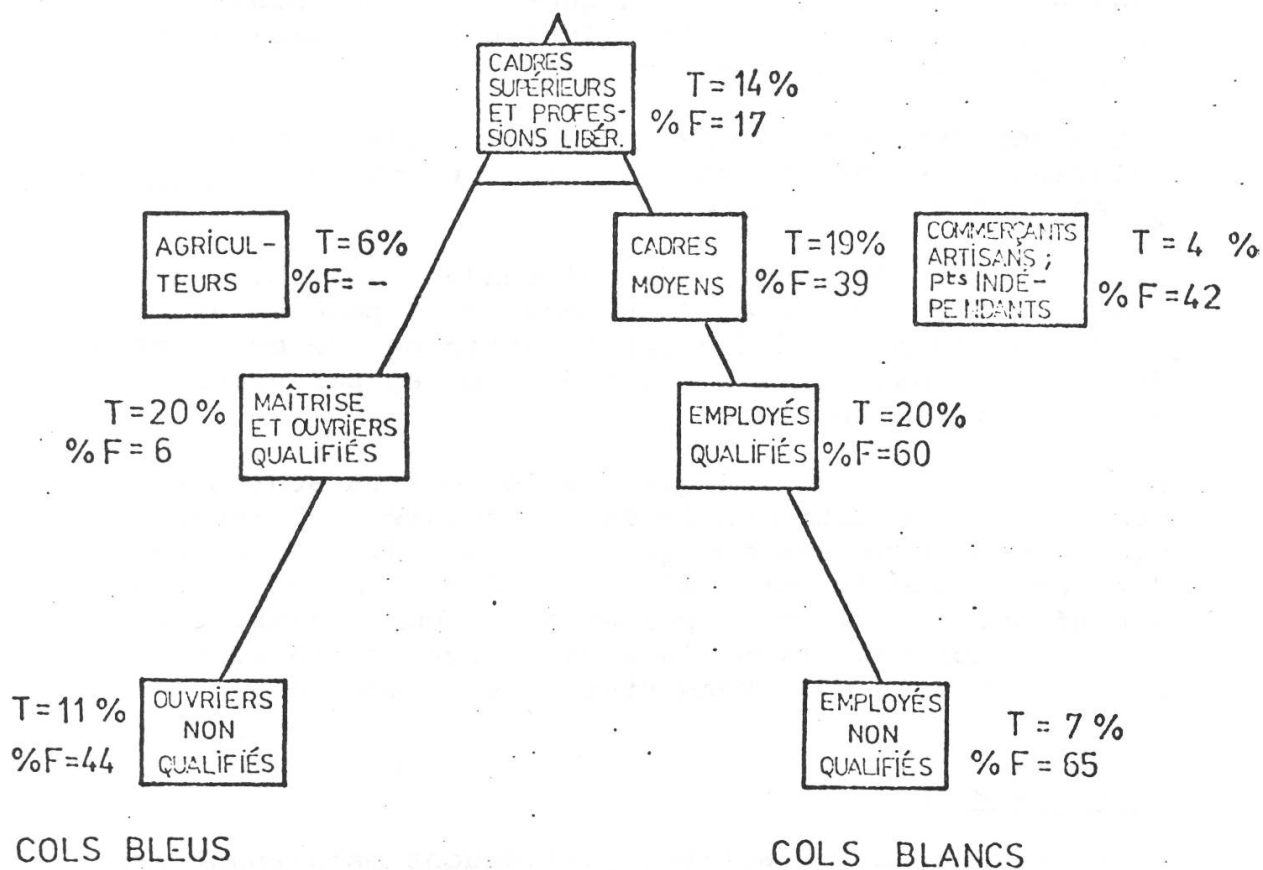 CADRES
SUPÉRIEURS
ET PROFES-
SIONS LIBÉR.
T = 14 %
% F = 17
AGRICUL-
TEURS
T = 6%
%F = -
CADRES
MOYENS
T = 19%
%F = 39
COMMERÇANTS
ARTISANS ;
Pts INDÉ-
PENDANTS
T = 4 %
% F = 42
T = 20 %
% F = 6
MAÎTRISE
ET OUVRIERS
QUALIFIÉS
EMPLOYÉS
QUALIFIÉS
T = 20%
%F = 60
T = 11 %
%F = 44
OUVRIERS
NON
QUALIFIÉS
EMPLOYÉS
NON
QUALIFIÉS
T = 7 %
% F = 65
COLS BLEUS
COLS BLANCS